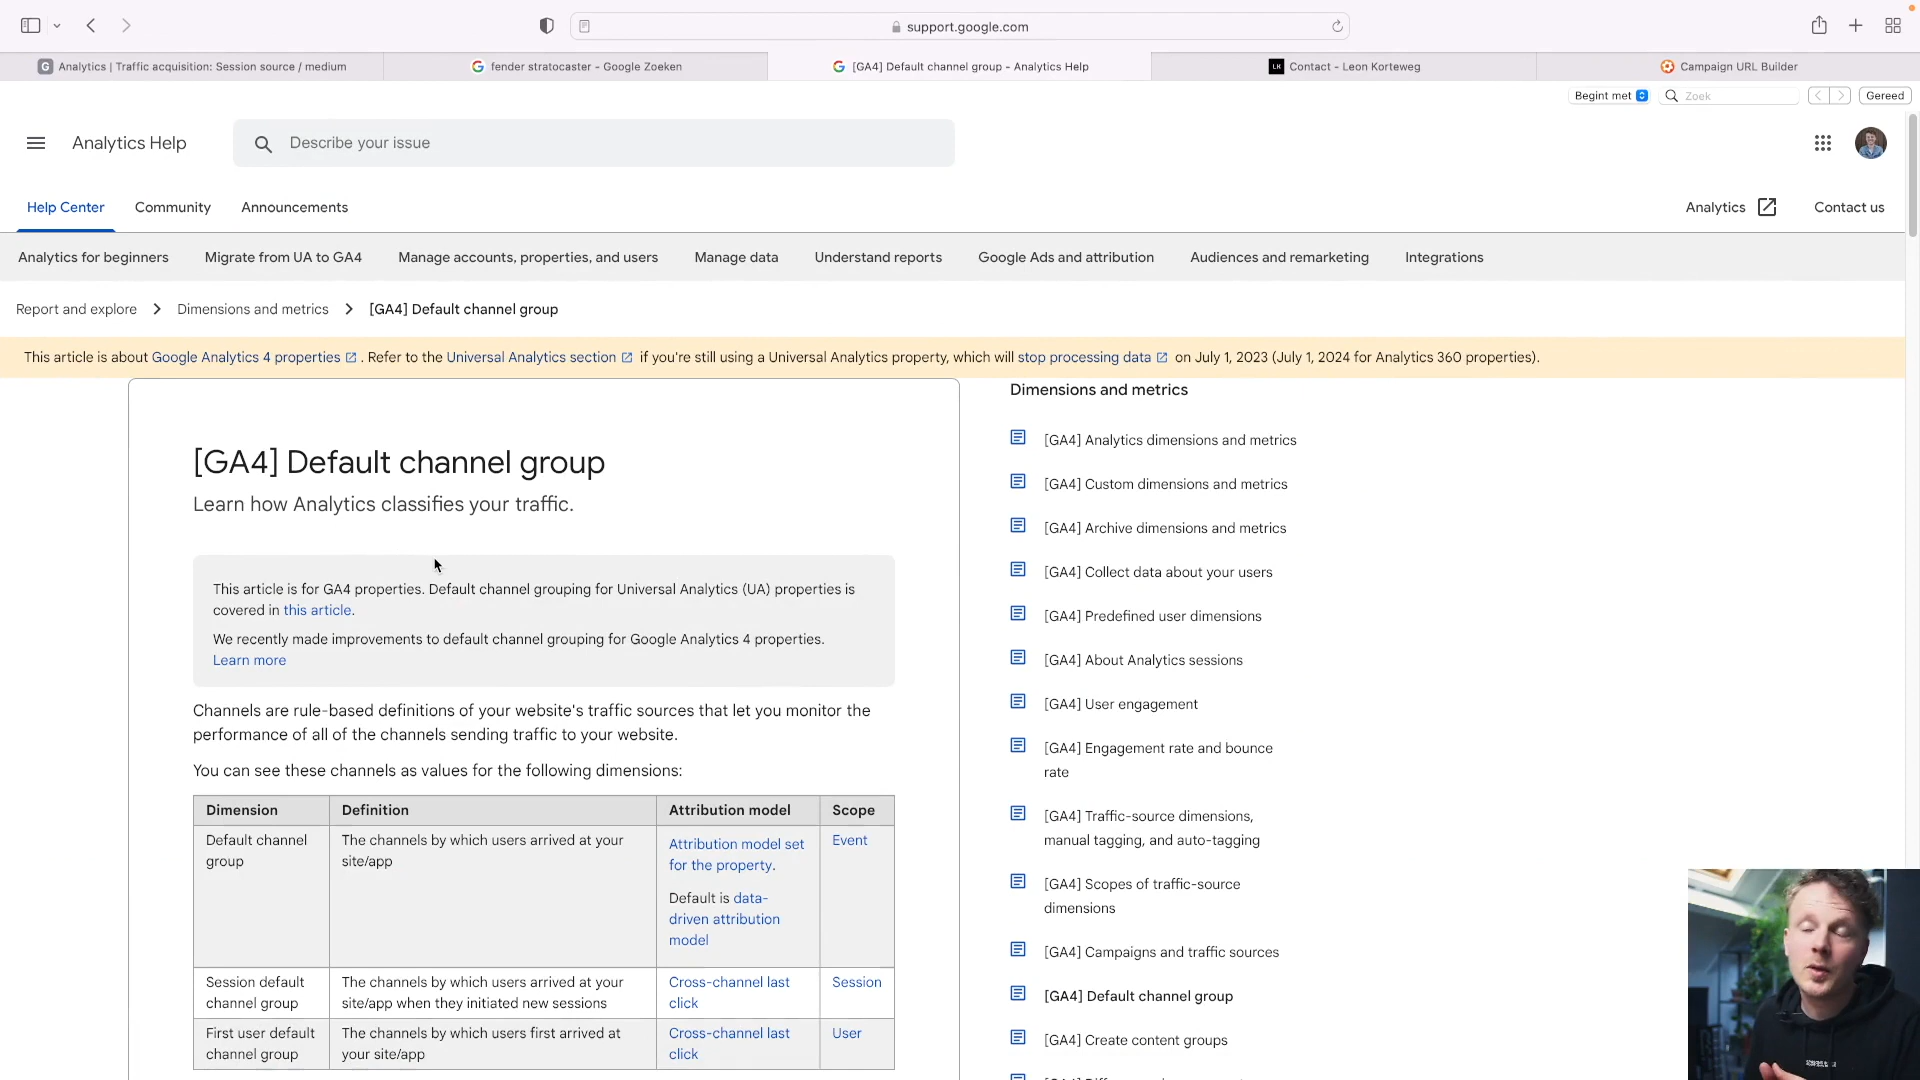 support.google.com
Analytics | Traffic acquisition: Session source / medium
fender stratocaster - Google Zoeken
[GA4] Default channel group - Analytics Help
Contact - Leon Korteweg
Campaign URL Builder
Begint met
Zoek
Gereed
Analytics Help
Describe your issue
Help Center
Community
Announcements
Analytics
Contact us
Analytics for beginners
Migrate from UA to GA4
Manage accounts, properties, and users
Manage data
Understand reports
Google Ads and attribution
Audiences and remarketing
Integrations
Report and explore
Dimensions and metrics
[GA4] Default channel group
This article is about Google Analytics 4 properties . Refer to the Universal Analytics section if you're still using a Universal Analytics property, which will stop processing data on July 1, 2023 (July 1, 2024 for Analytics 360 properties).
[GA4] Default channel group
Learn how Analytics classifies your traffic.
This article is for GA4 properties. Default channel grouping for Universal Analytics (UA) properties is
covered in this article.
We recently made improvements to default channel grouping for Google Analytics 4 properties.
Learn more
Channels are rule-based definitions of your website's traffic sources that let you monitor the
performance of all of the channels sending traffic to your website.
You can see these channels as values for the following dimensions:
Dimension
Definition
Attribution model
Scope
Default channel
group
The channels by which users arrived at your
site/app
Attribution model set
for the property.
Default is data-
driven attribution
model
Event
Session default
channel group
The channels by which users arrived at your
site/app when they initiated new sessions
Cross-channel last
click
Session
First user default
channel group
The channels by which users first arrived at
your site/app
Cross-channel last
click
User
Dimensions and metrics
[GA4] Analytics dimensions and metrics
[GA4] Custom dimensions and metrics
[GA4] Archive dimensions and metrics
[GA4] Collect data about your users
[GA4] Predefined user dimensions
[GA4] About Analytics sessions
[GA4] User engagement
[GA4] Engagement rate and bounce
rate
[GA4] Traffic-source dimensions,
manual tagging, and auto-tagging
[GA4] Scopes of traffic-source
dimensions
[GA4] Campaigns and traffic sources
[GA4] Default channel group
[GA4] Create content groups